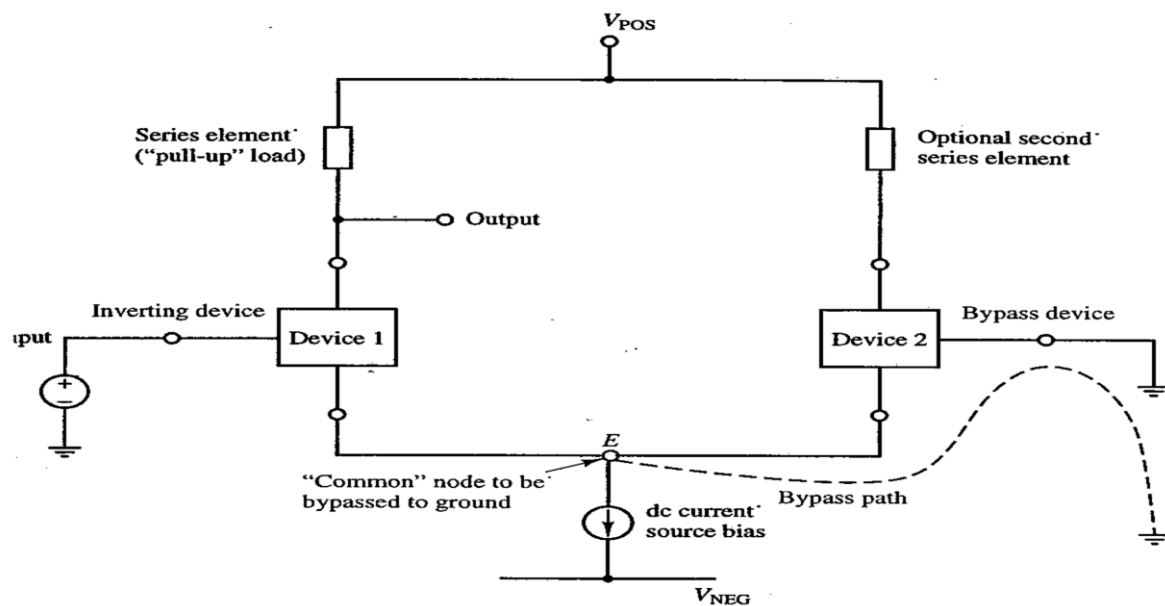 VPOS
Series element
("pull-up" load)
Optional second
series element
Output
Inverting device
Bypass device
ıput
Device 1
Device 2
+
−
E
"Common" node to be
bypassed to ground
Bypass path
dc current
source bias
VNEG